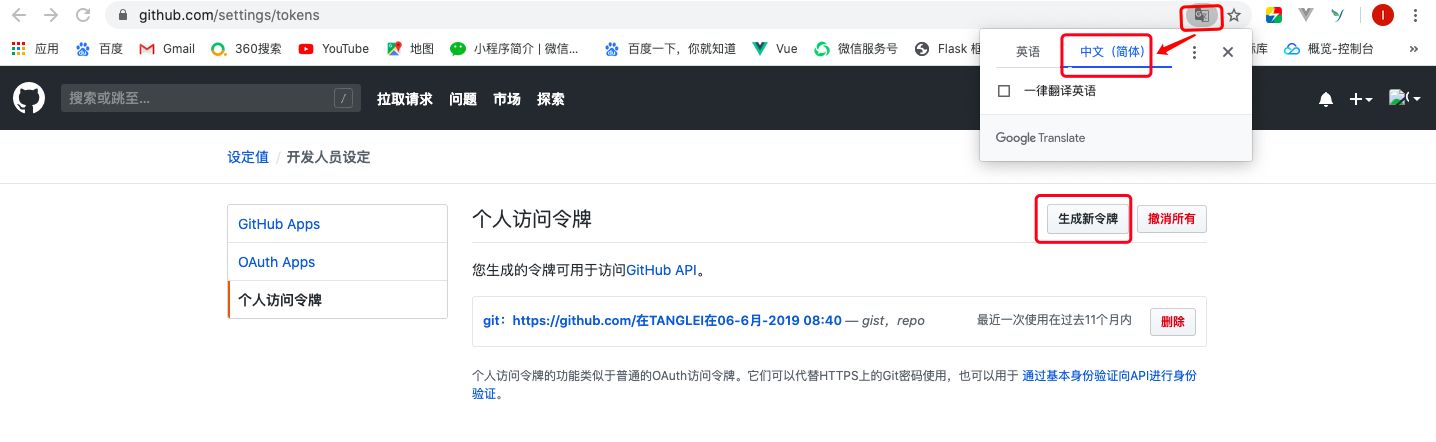 github.com/settings/tokens
应用 百度 Gmail 360搜索 YouTube 地图 小程序简介 | 微信... 百度一下，你就知道 Vue 微信服务号 Flask 框 标库 概览-控制台 »
英语 中文（简体）
一律翻译英语
Google Translate
搜索或跳至... / 拉取请求 问题 市场 探索
设定值 / 开发人员设定
GitHub Apps
OAuth Apps
个人访问令牌
个人访问令牌 生成新令牌 撤消所有
您生成的令牌可用于访问GitHub API。
git：https://github.com/在TANGLEI在06-6月-2019 08:40 — gist，repo 最近一次使用在过去11个月内 删除
个人访问令牌的功能类似于普通的OAuth访问令牌。它们可以代替HTTPS上的Git密码使用，也可以用于 通过基本身份验证向API进行身份
验证。